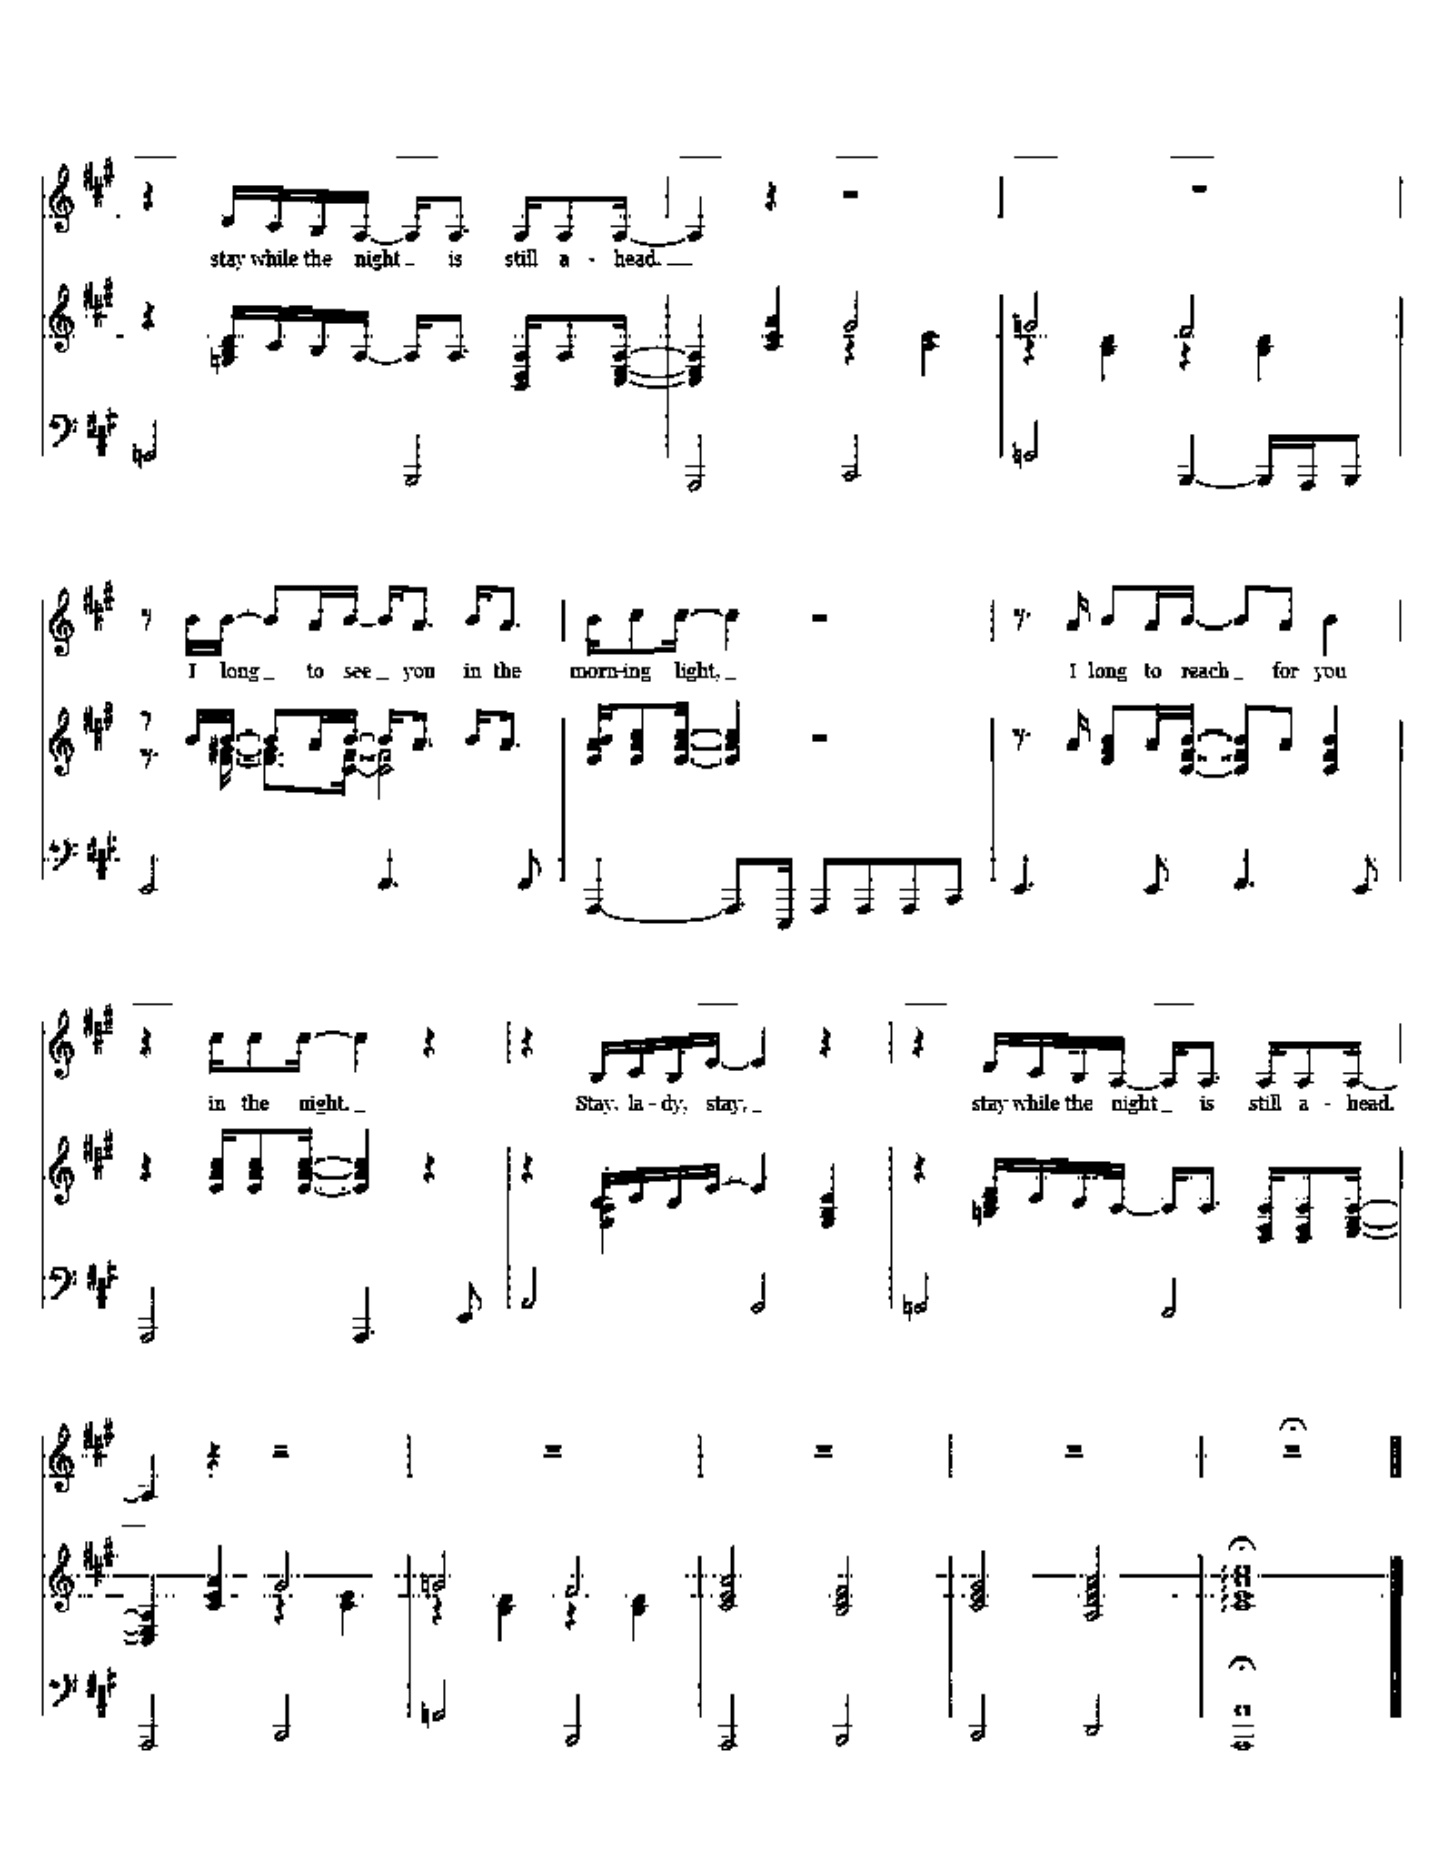 stay while the night _ is still a - head. __
I long _ to see _ you in the morn-ing light, _ I long to reach _ for you
in the night. _ Stay, la - dy, stay, _ stay while the night _ is still a - head.